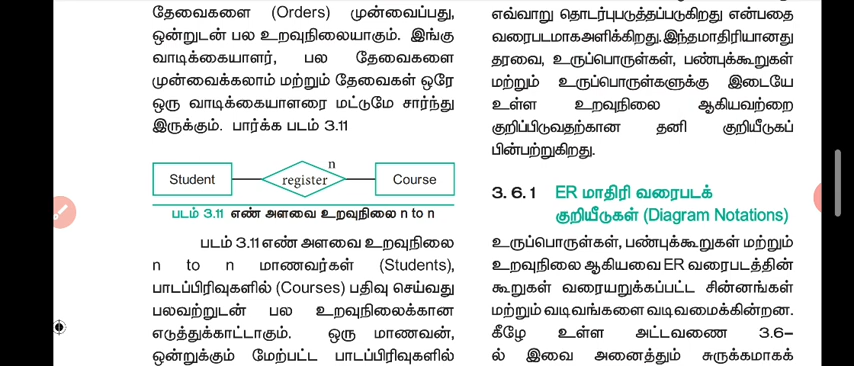 தேவைகளை (Orders) முன்வைப்பது,
ஒன்றுடன் பல உறவுநிலையாகும். இங்கு
வாடிக்கையாளர், பல தேவைகளை
முன்வைக்கலாம் மற்றும் தேவைகள் ஒரே
ஒரு வாடிக்கையாளரை மட்டுமே சார்ந்து
இருக்கும். பார்க்க படம் 3.11
n
Student register Course
படம் 3.11 எண் அளவை உறவுநிலை n to n
படம் 3.11 எண் அளவை உறவுநிலை
n to n மாணவர்கள் (Students),
பாடப்பிரிவுகளில் (Courses) பதிவு செய்வது
பலவற்றுடன் பல உறவுநிலைக்கான
எடுத்துக்காட்டாகும். ஒரு மாணவன்,
ஒன்றுக்கும் மேற்பட்ட பாடப்பிரிவுகளில்
எவ்வாறு தொடர்புபடுத்தப்படுகிறது என்பதை
வரைபடமாகஅளிக்கிறது.இந்தமாதிரியானது
தரவை, உருப்பொருள்கள், பண்புக்கூறுகள்
மற்றும் உருப்பொருள்களுக்கு இடையே
உள்ள உறவுநிலை ஆகியவற்றை
குறிப்பிடுவதற்கான தனி குறியீடுகப்
பின்பற்றுகிறது.
3. 6. 1 ER மாதிரி வரைபடக்
குறியீடுகள் (Diagram Notations)
உருப்பொருள்கள், பண்புக்கூறுகள் மற்றும்
உறவுநிலை ஆகியவை ER வரைபடத்தின்
கூறுகள் வரையறுக்கப்பட்ட சின்னங்கள்
மற்றும் வடிவங்களை வடிவமைக்கின்றன.
கீழே உள்ள அட்டவணை 3.6–
ல் இவை அனைத்தும் சுருக்கமாகக்